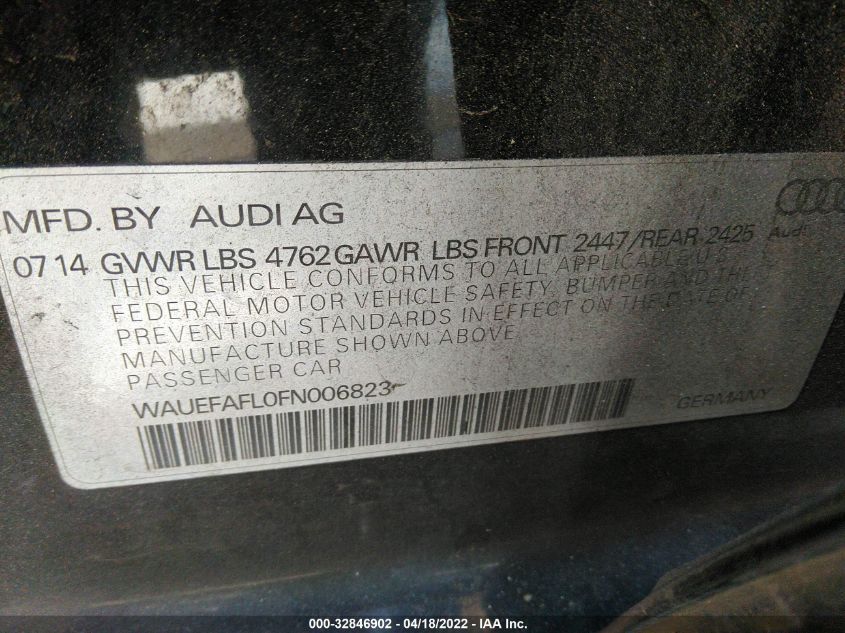 MFD. BY AUDI AG
07 14 GVWR LBS 4762 GAWR LBS FRONT 2447/REAR 2425
Audi
THIS VEHICLE CONFORMS TO ALL APPLICABLE U S
FEDERAL MOTOR VEHICLE SAFETY, BUMPER AND THEFT
PREVENTION STANDARDS IN EFFECT ON THE DATE OF
MANUFACTURE SHOWN ABOVE
PASSENGER CAR
WAUEFAFL0FN006823
GERMANY
000-32846902 - 04/18/2022 - IAA Inc.